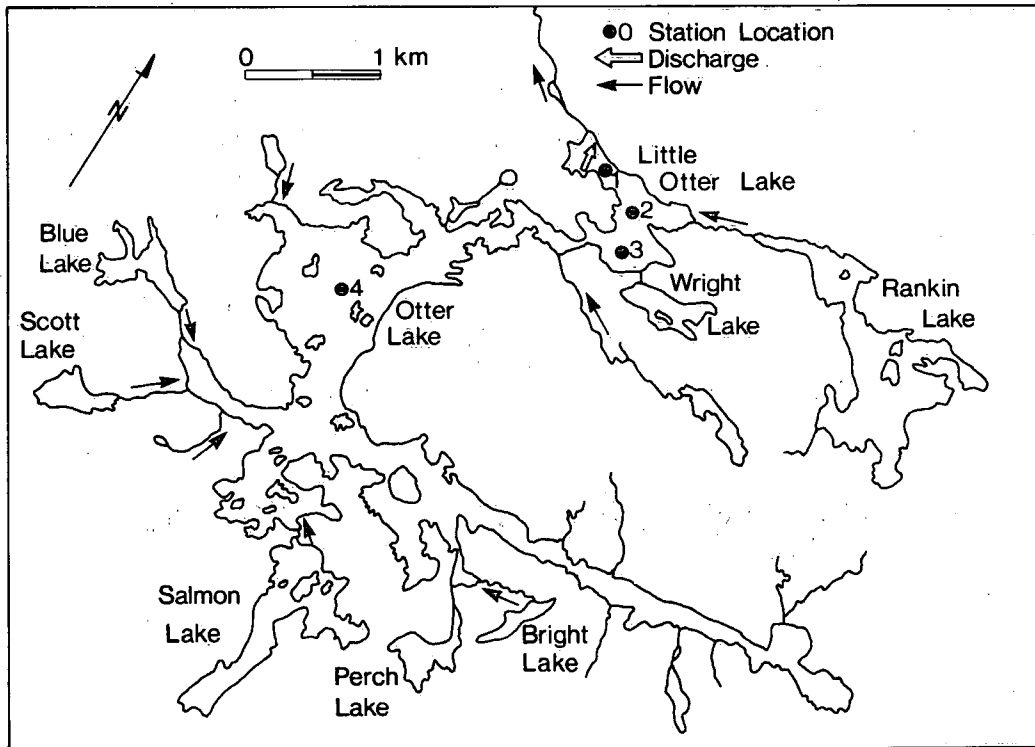 0 Station Location
Discharge
Flow
0 1 km
N
Little
Otter Lake
2
3
Wright
Lake
Rankin
Lake
Blue
Lake
Scott
Lake
4
Otter
Lake
Salmon
Lake
Perch
Lake
Bright
Lake